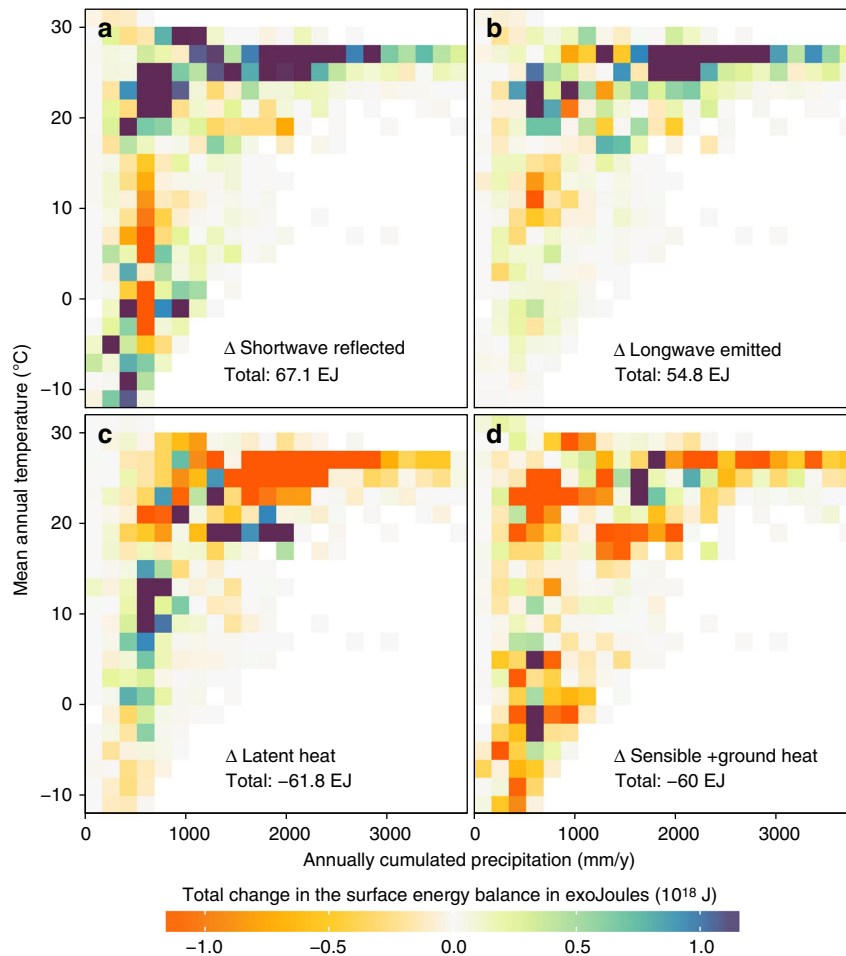 a
b
30
20
10
0
−10
Δ Shortwave reflected
Total: 67.1 EJ
Δ Longwave emitted
Total: 54.8 EJ
Mean annual temperature (°C)
c
d
30
20
10
0
−10
Δ Latent heat
Total: −61.8 EJ
Δ Sensible +ground heat
Total: −60 EJ
0 1000 2000 3000 0 1000 2000 3000
Annually cumulated precipitation (mm/y)
Total change in the surface energy balance in exoJoules (10¹⁸ J)
−1.0 −0.5 0.0 0.5 1.0